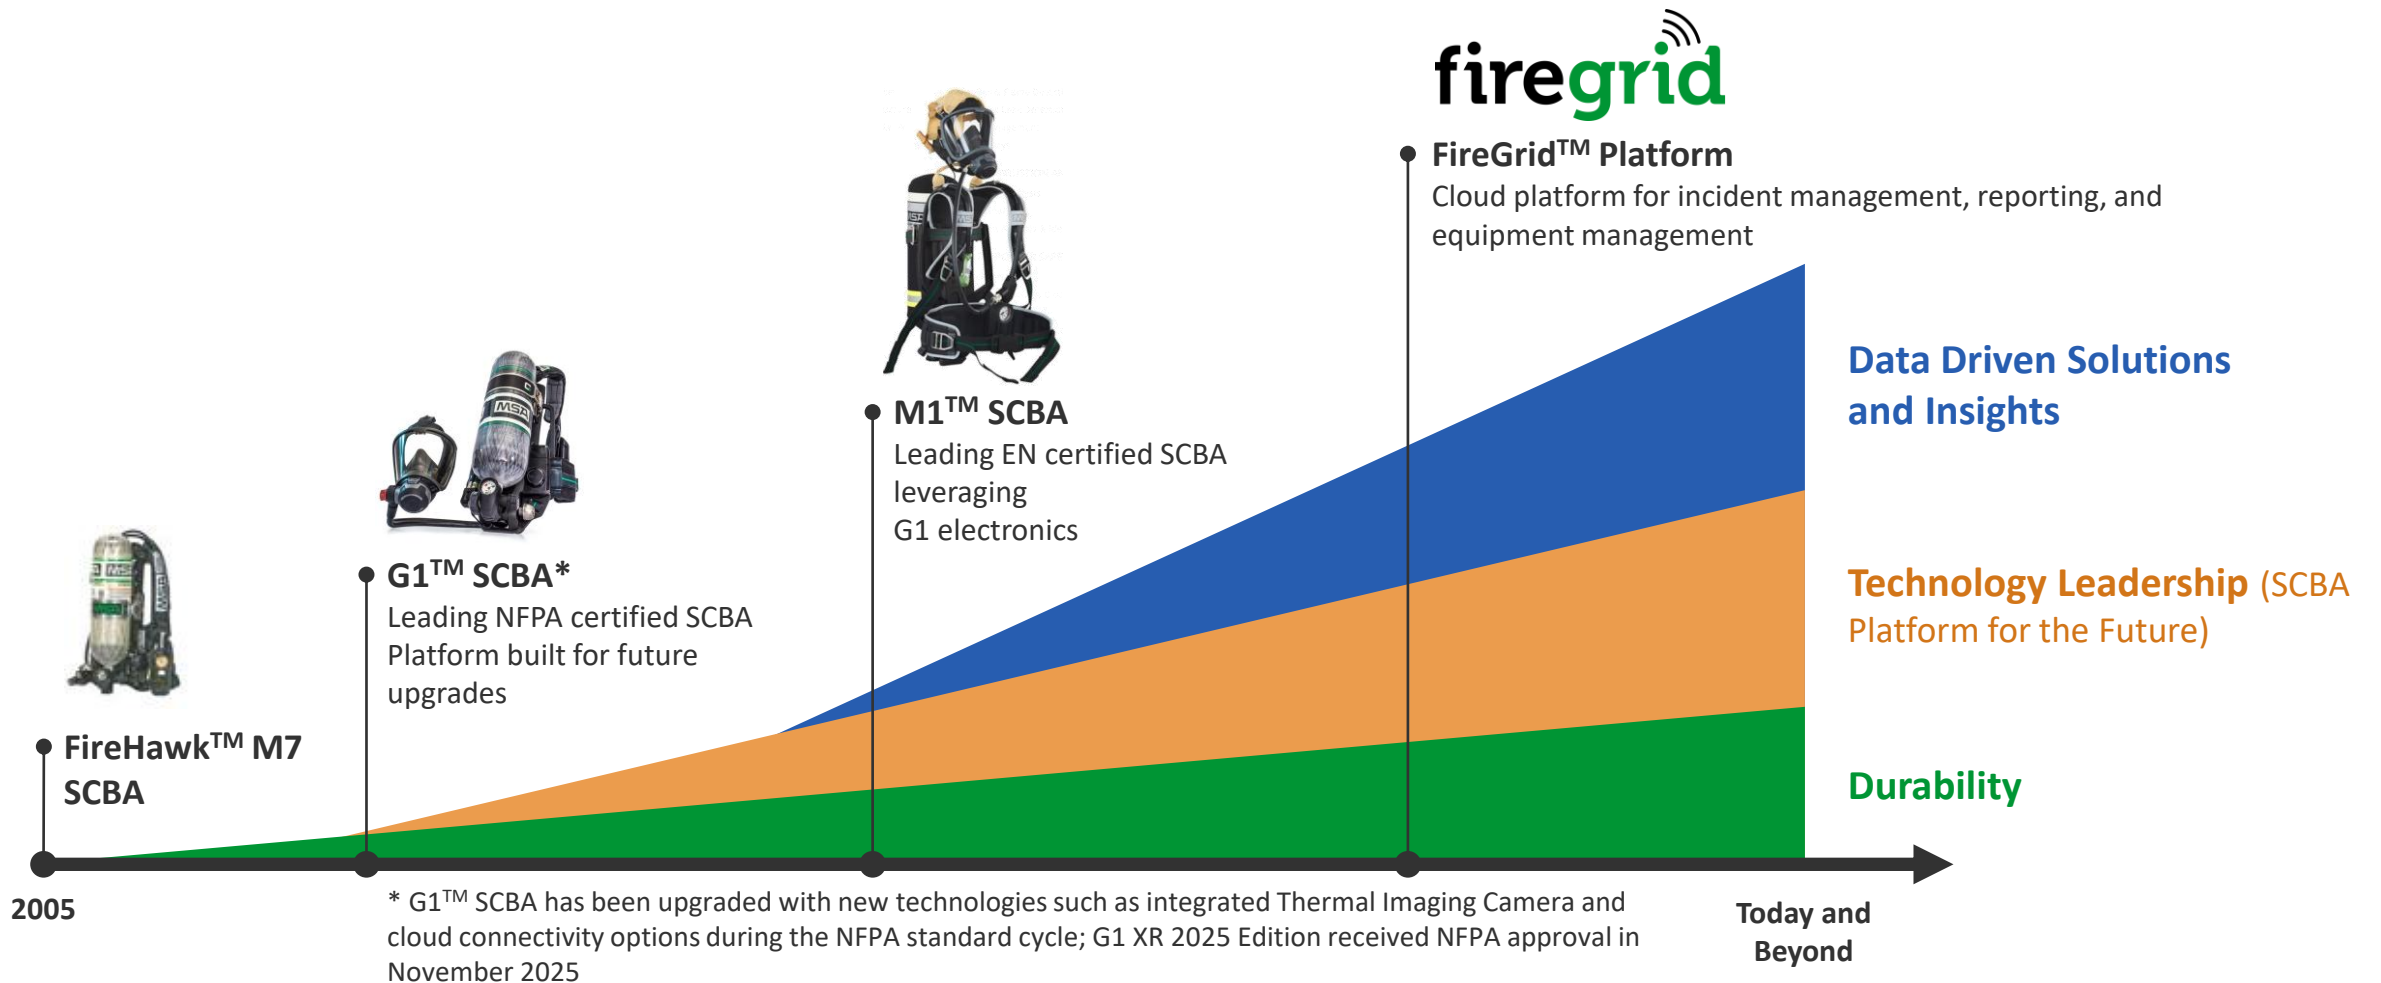 firegrid
FireGrid™ Platform
Cloud platform for incident management, reporting, and
equipment management
MSA
M1™ SCBA
Leading EN certified SCBA
leveraging
G1 electronics
MSA
G1™ SCBA*
Leading NFPA certified SCBA
Platform built for future
upgrades
MSA
FireHawk™ M7
SCBA
Data Driven Solutions
and Insights
Technology Leadership (SCBA
Platform for the Future)
Durability
2005
* G1™ SCBA has been upgraded with new technologies such as integrated Thermal Imaging Camera and
cloud connectivity options during the NFPA standard cycle; G1 XR 2025 Edition received NFPA approval in
November 2025
Today and
Beyond